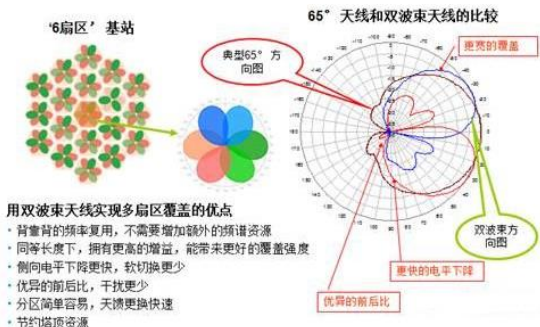 ‘6扇区’ 基站
65° 天线和双波束天线的比较
典型65° 方
向图
更宽的覆盖
双波束方
向图
更快的电平下降
优异的前后比
用双波束天线实现多扇区覆盖的优点
• 背靠背的频率复用，不需要增加额外的频谱资源
• 同等长度下，拥有更高的增益，能带来更好的覆盖强度
• 侧向电平下降更快，软切换更少
• 优异的前后比，干扰更少
• 分区简单容易，天馈更换快速
• 节约塔顶资源